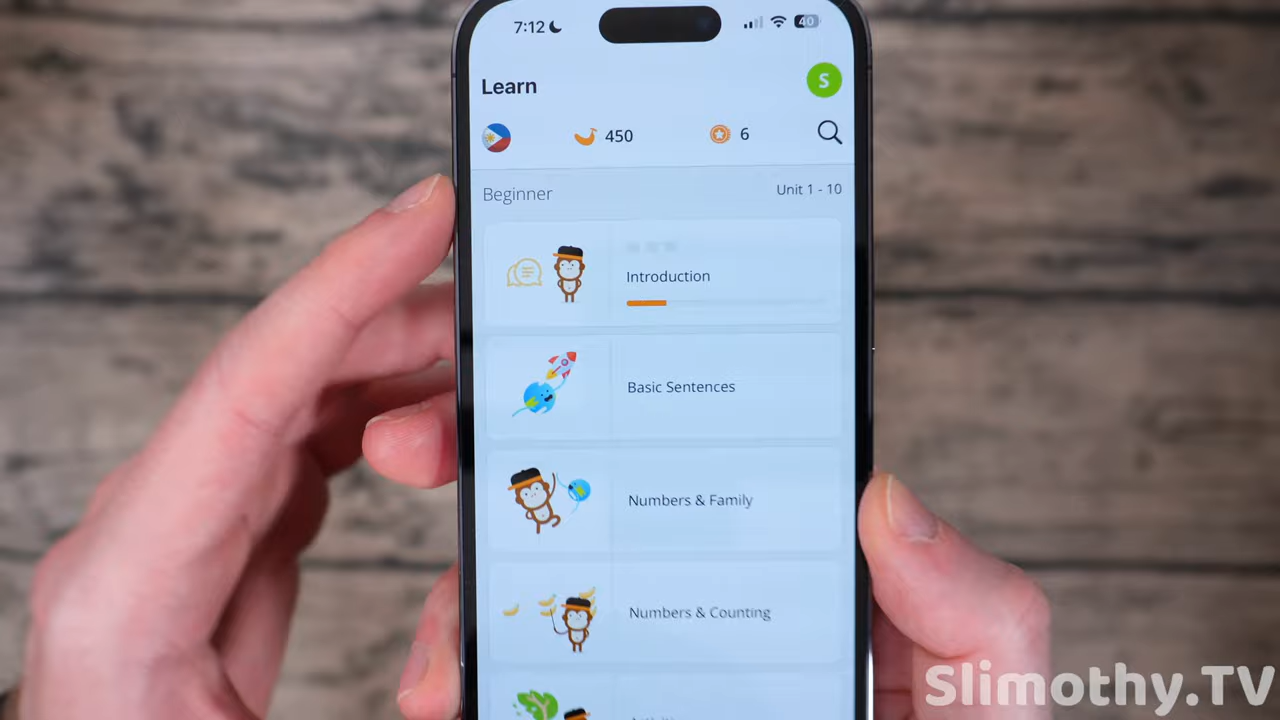 7:12
40
Learn
S
450
6
Beginner
Unit 1 - 10
Introduction
Basic Sentences
Numbers & Family
Numbers & Counting
Slimothy.TV